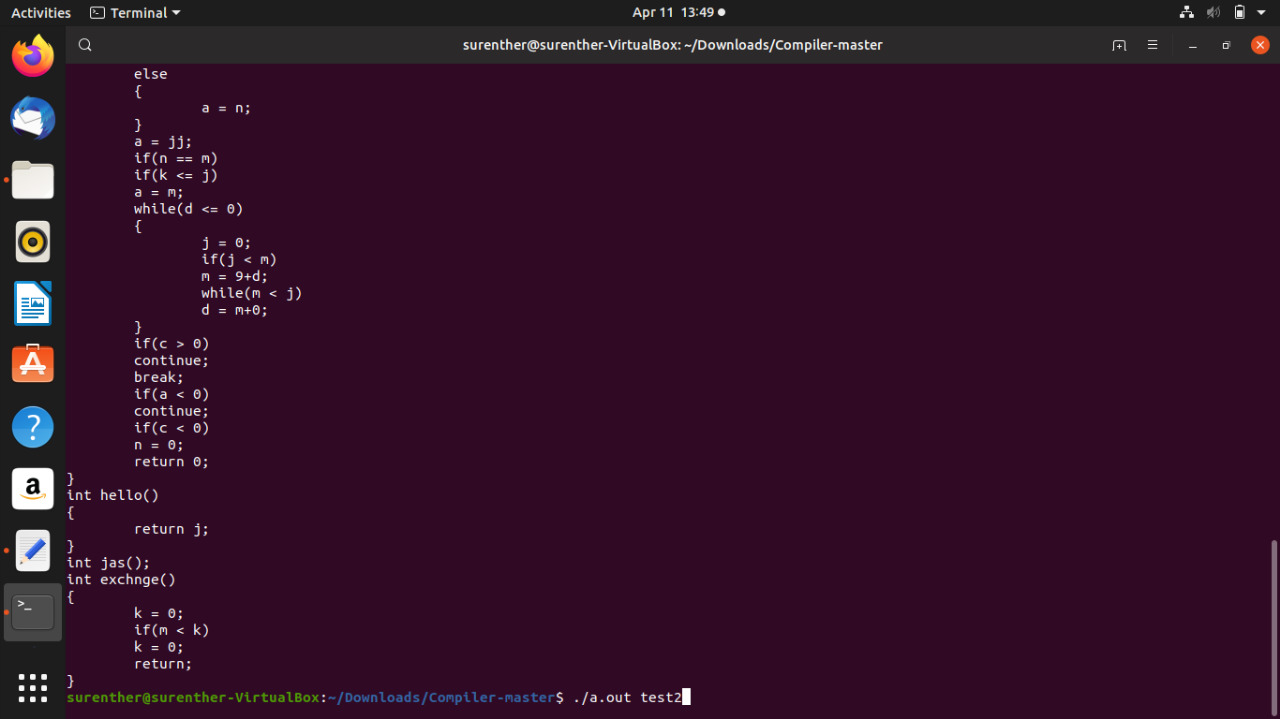 Activities Terminal Apr 11 13:49
surenther@surenther-VirtualBox: ~/Downloads/Compiler-master
else
{
a = n;
}
a = jj;
if(n == m)
if(k <= j)
a = m;
while(d <= 0)
{
j = 0;
if(j < m)
m = 9+d;
while(m < j)
d = m+0;
}
if(c > 0)
continue;
break;
if(a < 0)
continue;
if(c < 0)
n = 0;
return 0;
}
int hello()
{
return j;
}
int jas();
int exchnge()
{
k = 0;
if(m < k)
k = 0;
return;
}
surenther@surenther-VirtualBox:~/Downloads/Compiler-master$ ./a.out test2